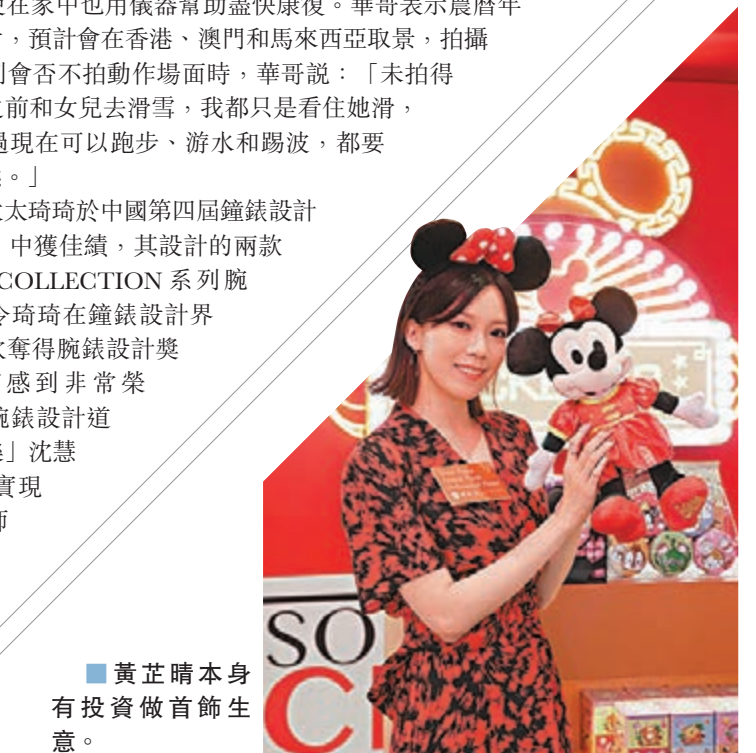 在家中也用儀器幫助盡快康復。華哥表示農曆年
，預計會在香港、澳門和馬來西亞取景，拍攝
會否不拍動作場面時，華哥説：「未拍得
前和女兒去滑雪，我都只是看住她滑，
過現在可以跑步、游水和踢波，都要
。」
太琦琦於中國第四屆鐘錶設計
中獲佳績，其設計的兩款
COLLECTION 系列腕
令琦琦在鐘錶設計界
奪得腕錶設計獎
感到非常榮
腕錶設計道
」沈慧
實現
師
■黃芷晴本身
有投資做首飾生
意。
SO